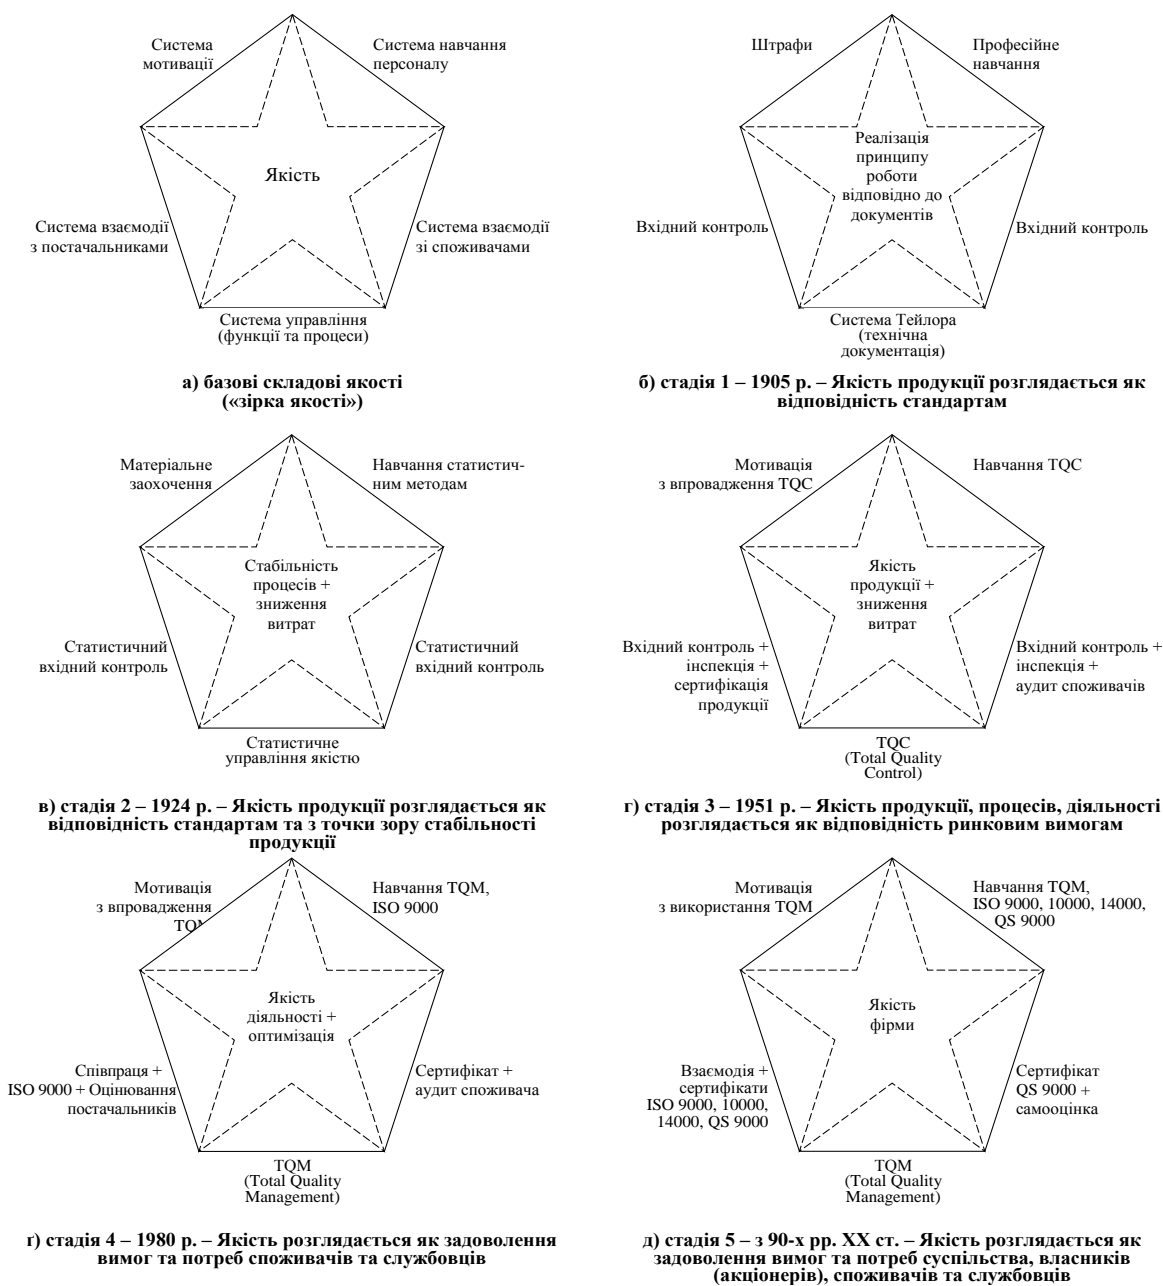 Система
мотивації
Система навчання
персоналу
Якість
Система взаємодії
з постачальниками
Система взаємодії
зі споживачами
Система управління
(функції та процеси)
а) базові складові якості
(«зірка якості»)
Штрафи
Професійне
навчання
Реалізація
принципу
роботи
відповідно до
документів
Вхідний контроль
Вхідний контроль
Система Тейлора
(технічна
документація)
б) стадія 1 – 1905 р. – Якість продукції розглядається як
відповідність стандартам
Матеріальне
заохочення
Навчання статистич-
ним методам
Стабільність
процесів +
зниження
витрат
Статистичний
вхідний контроль
Статистичний
вхідний контроль
Статистичне
управління якістю
в) стадія 2 – 1924 р. – Якість продукції розглядається як
відповідність стандартам та з точки зору стабільності
продукції
Мотивація
з впровадження TQC
Навчання TQC
Якість
продукції +
зниження
витрат
Вхідний контроль +
інспекція +
сертифікація
продукції
Вхідний контроль +
інспекція +
аудит споживачів
TQC
(Total Quality
Control)
г) стадія 3 – 1951 р. – Якість продукції, процесів, діяльності
розглядається як відповідність ринковим вимогам
Мотивація
з впровадження
TQM
Навчання TQM,
ISO 9000
Якість
діяльності +
оптимізація
Співпраця +
ISO 9000 + Оцінювання
постачальників
Сертифікат +
аудит споживача
TQM
(Total Quality
Management)
ґ) стадія 4 – 1980 р. – Якість розглядається як задоволення
вимог та потреб споживачів та службовців
Мотивація
з використання TQM
Навчання TQM,
ISO 9000, 10000, 14000,
QS 9000
Якість
фірми
Взаємодія +
сертифікати
ISO 9000, 10000,
14000, QS 9000
Сертифікат
QS 9000 +
самооцінка
TQM
(Total Quality
Management)
д) стадія 5 – з 90-х рр. ХХ ст. – Якість розглядається як
задоволення вимог та потреб суспільства, власників
(акціонерів), споживачів та службовців